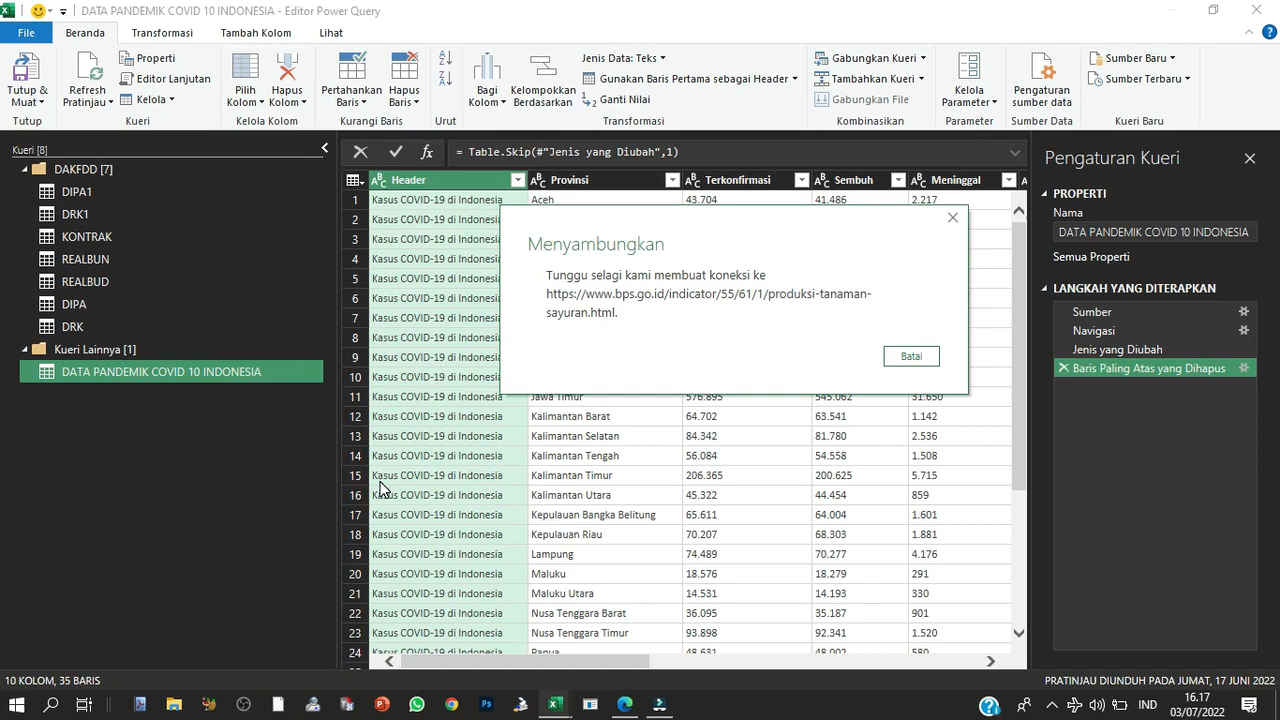 DATA PANDEMIK COVID 10 INDONESIA - Editor Power Query
File Beranda Transformasi Tambah Kolom Lihat
Tutup & Muat
Tutup
Refresh Pratinjau
Properti
Editor Lanjutan
Kelola
Kueri
Pilih Kolom
Hapus Kolom
Kelola Kolom
Pertahankan Baris
Hapus Baris
Kurangi Baris
Urut
Bagi Kolom
Kelompokkan Berdasarkan
Jenis Data: Teks
Gunakan Baris Pertama sebagai Header
Ganti Nilai
Transformasi
Gabungkan Kueri
Tambahkan Kueri
Gabungkan File
Kombinasikan
Kelola Parameter
Parameter
Pengaturan sumber data
Sumber Data
Sumber Baru
Sumber Terbaru
Kueri Baru
Kueri [8]
DAKFDD [7]
DIPA1
DRK1
KONTRAK
REALBUN
REALBUD
DIPA
DRK
Kueri Lainnya [1]
DATA PANDEMIK COVID 10 INDONESIA
= Table.Skip(#"Jenis yang Diubah",1)
Header Provinsi Terkonfirmasi Sembuh Meninggal
1 Kasus COVID-19 di Indonesia Aceh 43.704 41.486 2.217
2 Kasus COVID-19 di Indonesia
3 Kasus COVID-19 di Indonesia
4 Kasus COVID-19 di Indonesia
5 Kasus COVID-19 di Indonesia
6 Kasus COVID-19 di Indonesia
7 Kasus COVID-19 di Indonesia
8 Kasus COVID-19 di Indonesia
9 Kasus COVID-19 di Indonesia
10 Kasus COVID-19 di Indonesia
11 Kasus COVID-19 di Indonesia Jawa Timur 576.895 545.062 31.650
12 Kasus COVID-19 di Indonesia Kalimantan Barat 64.702 63.541 1.142
13 Kasus COVID-19 di Indonesia Kalimantan Selatan 84.342 81.780 2.536
14 Kasus COVID-19 di Indonesia Kalimantan Tengah 56.084 54.558 1.508
15 Kasus COVID-19 di Indonesia Kalimantan Timur 206.365 200.625 5.715
16 Kasus COVID-19 di Indonesia Kalimantan Utara 45.322 44.454 859
17 Kasus COVID-19 di Indonesia Kepulauan Bangka Belitung 65.611 64.004 1.601
18 Kasus COVID-19 di Indonesia Kepulauan Riau 70.207 68.303 1.881
19 Kasus COVID-19 di Indonesia Lampung 74.489 70.277 4.176
20 Kasus COVID-19 di Indonesia Maluku 18.576 18.279 291
21 Kasus COVID-19 di Indonesia Maluku Utara 14.531 14.193 330
22 Kasus COVID-19 di Indonesia Nusa Tenggara Barat 36.095 35.187 901
23 Kasus COVID-19 di Indonesia Nusa Tenggara Timur 93.898 92.341 1.520
24 Kasus COVID-19 di Indonesia Papua 48.631 48.002 580
Menyambungkan
Tunggu selagi kami membuat koneksi ke
https://www.bps.go.id/indicator/55/61/1/produksi-tanaman-
sayuran.html.
Batal
Pengaturan Kueri
PROPERTI
Nama
DATA PANDEMIK COVID 10 INDONESIA
Semua Properti
LANGKAH YANG DITERAPKAN
Sumber
Navigasi
Jenis yang Diubah
Baris Paling Atas yang Dihapus
10 KOLOM, 35 BARIS
PRATINJAU DIUNDUH PADA JUMAT, 17 JUNI 2022
IND
16.17
03/07/2022